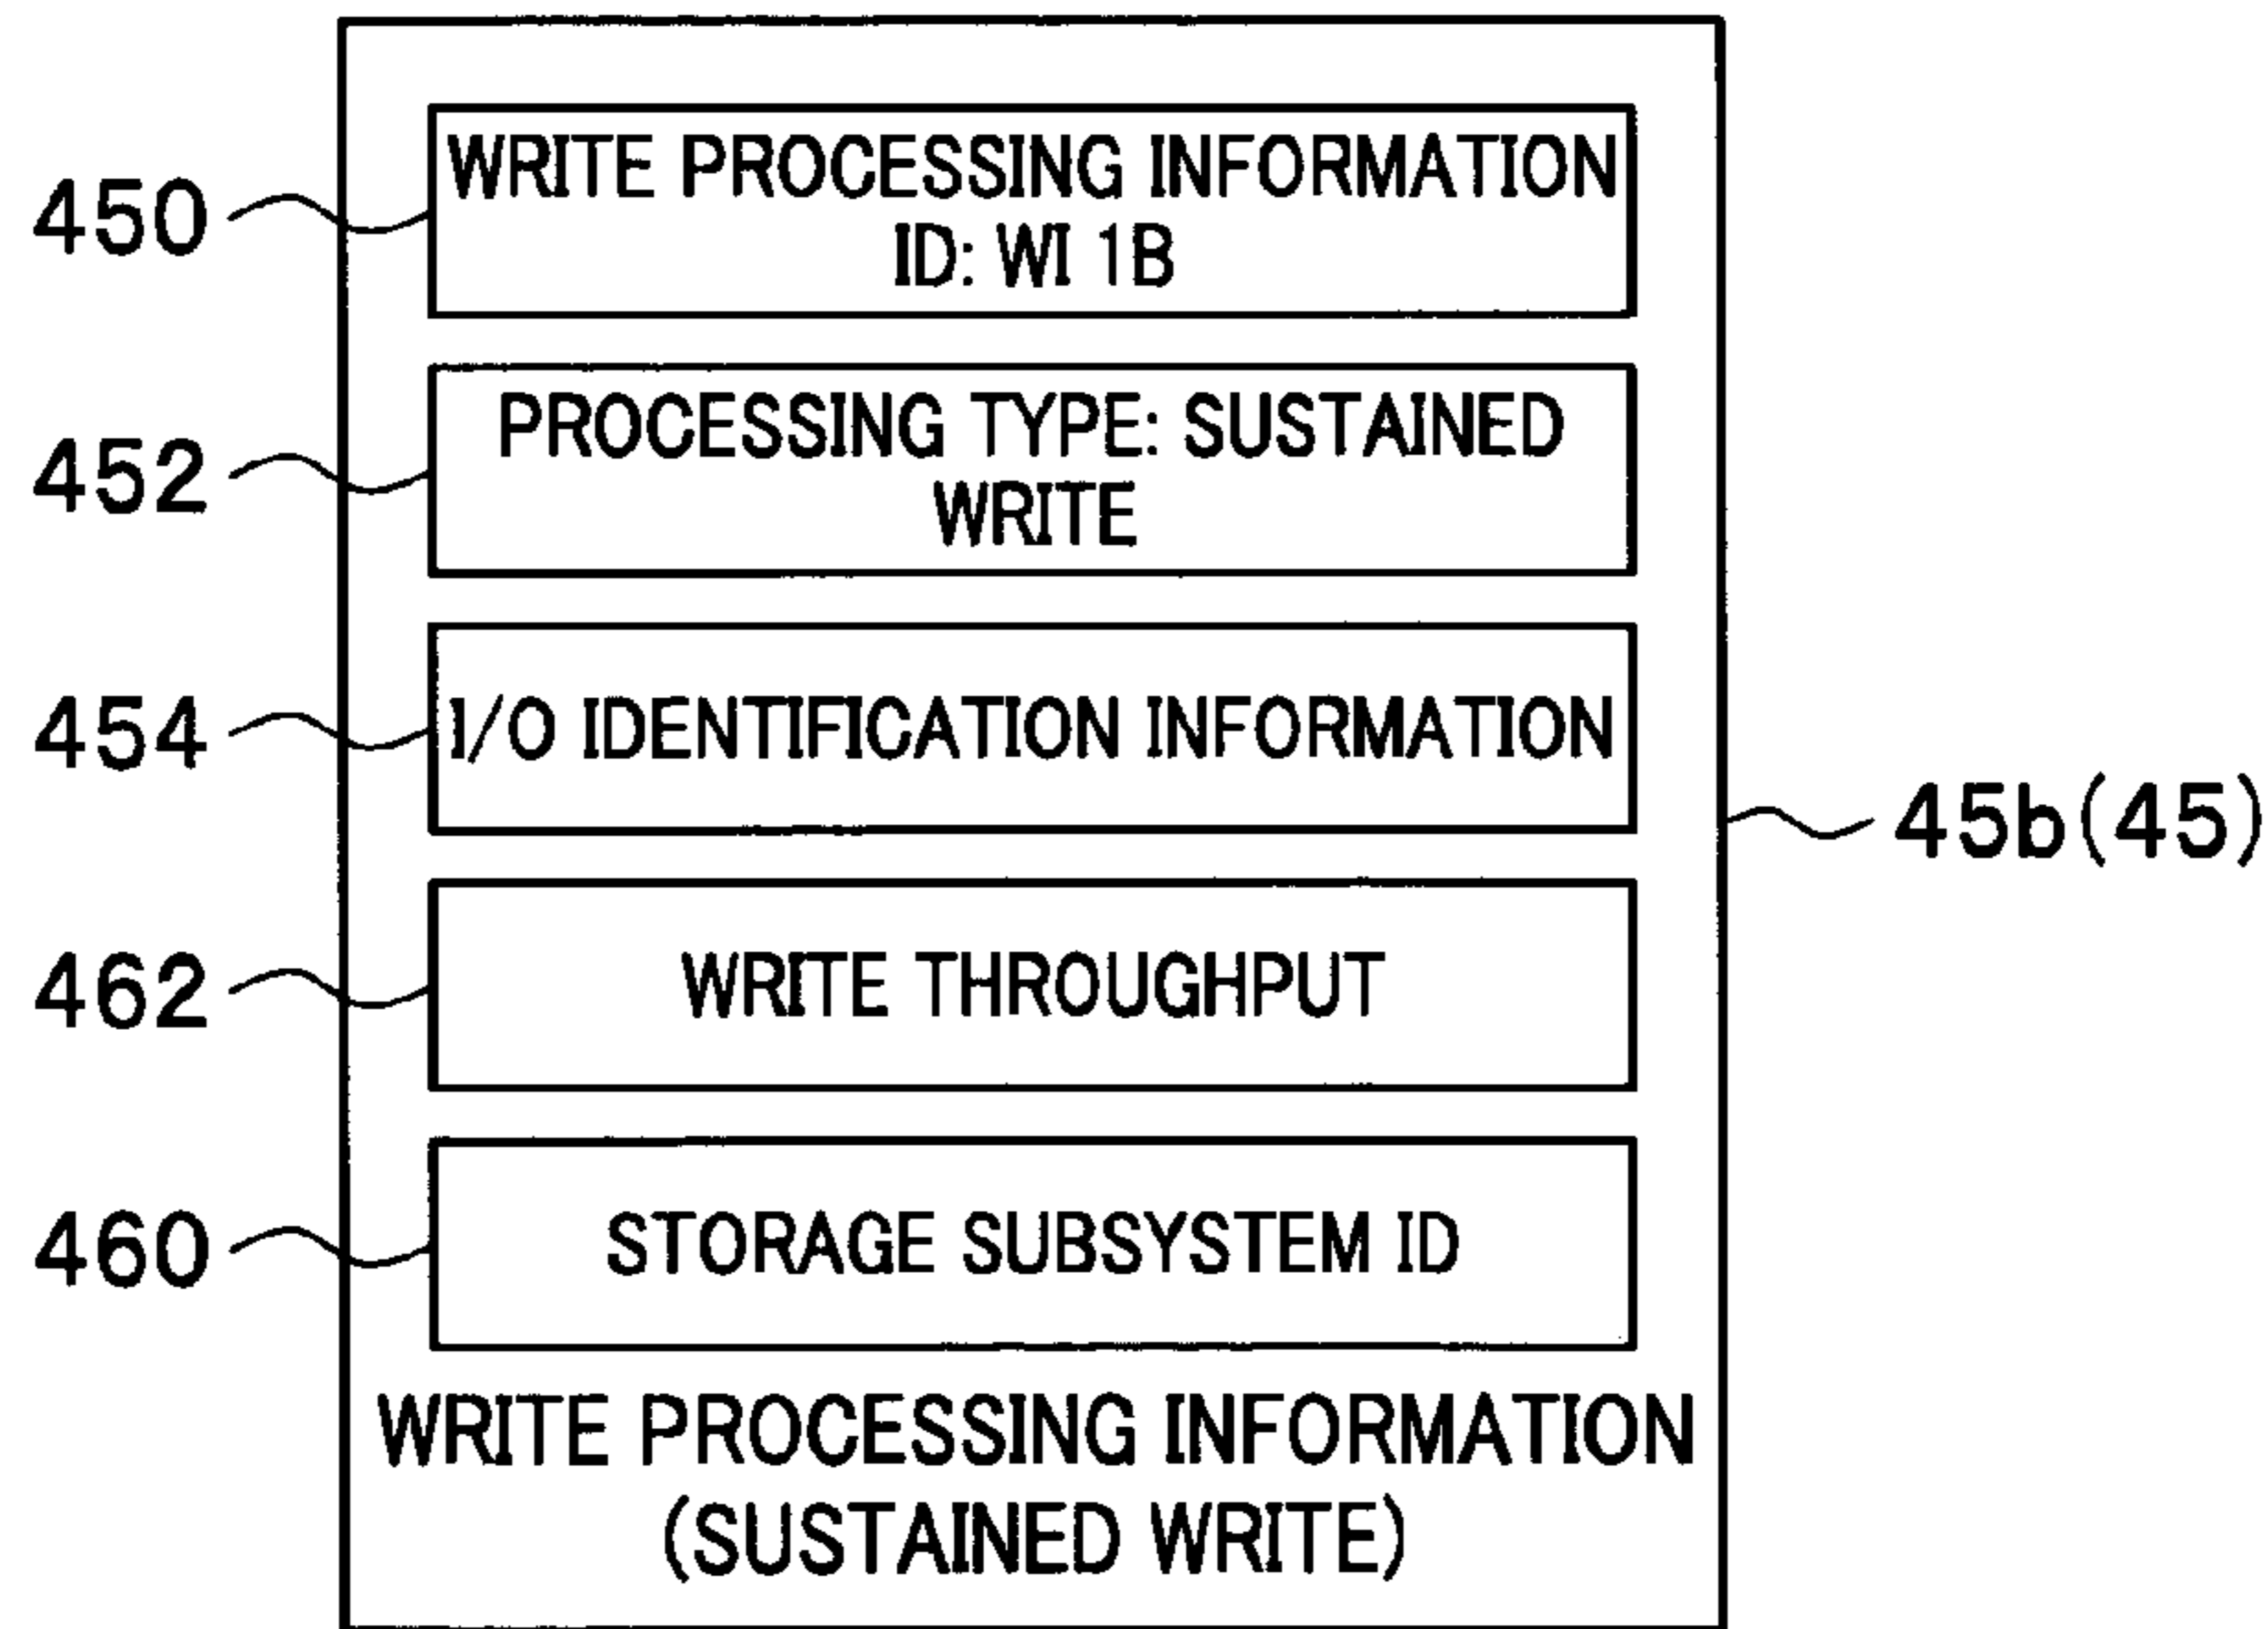 450
WRITE PROCESSING INFORMATION
ID: WI 1B
452
PROCESSING TYPE: SUSTAINED
WRITE
454
I/O IDENTIFICATION INFORMATION
45b(45)
462
WRITE THROUGHPUT
460
STORAGE SUBSYSTEM ID
WRITE PROCESSING INFORMATION
(SUSTAINED WRITE)